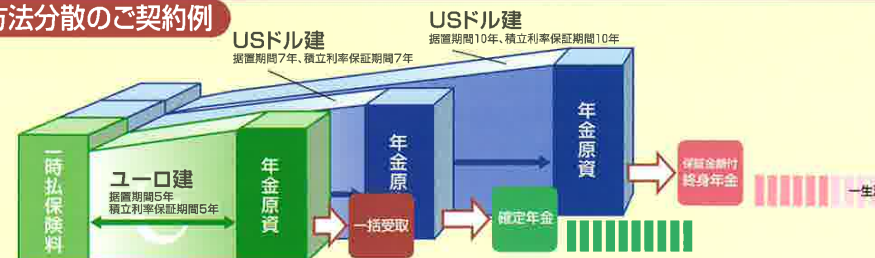 方法分散のご契約例
USドル建
据置期間7年、積立利率保証期間7年
USドル建
据置期間10年、積立利率保証期間10年
一時払保険料
ユーロ建
据置期間5年
積立利率保証期間5年
年金原資
年金原
年金原資
一括受取
確定年金
保証金額付
終身年金
一生